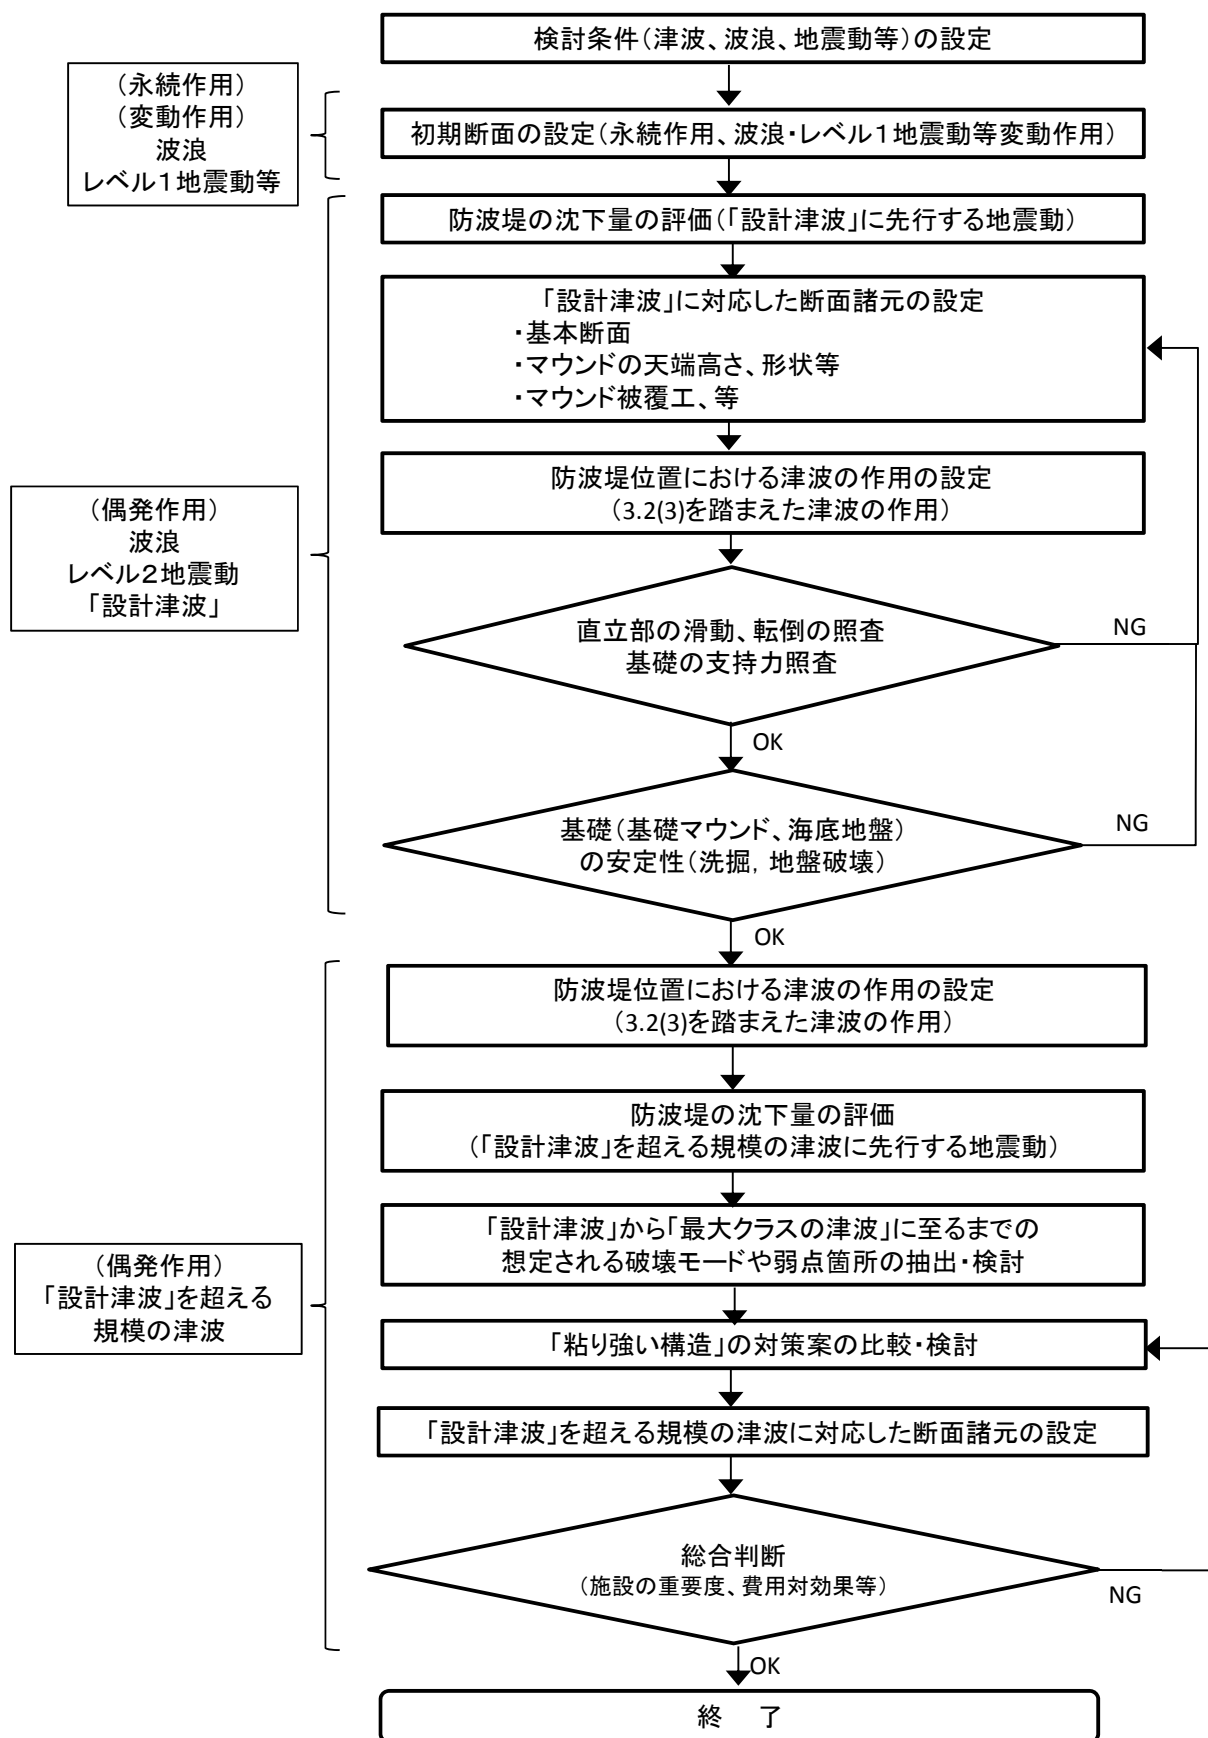 検討条件(津波、波浪、地震動等)の設定
(永続作用)
(変動作用)
波浪
レベル1地震動等
初期断面の設定(永続作用、波浪・レベル1地震動等変動作用)
防波堤の沈下量の評価(「設計津波」に先行する地震動)
「設計津波」に対応した断面諸元の設定
・基本断面
・マウンドの天端高さ、形状等
・マウンド被覆工、等
防波堤位置における津波の作用の設定
(3.2(3)を踏まえた津波の作用)
(偶発作用)
波浪
レベル2地震動
「設計津波」
直立部の滑動、転倒の照査
基礎の支持力照査
NG
OK
基礎(基礎マウンド、海底地盤)
の安定性(洗掘,地盤破壊)
NG
OK
防波堤位置における津波の作用の設定
(3.2(3)を踏まえた津波の作用)
防波堤の沈下量の評価
(「設計津波」を超える規模の津波に先行する地震動)
「設計津波」から「最大クラスの津波」に至るまでの
想定される破壊モードや弱点箇所の抽出・検討
(偶発作用)
「設計津波」を超える
規模の津波
「粘り強い構造」の対策案の比較・検討
「設計津波」を超える規模の津波に対応した断面諸元の設定
総合判断
(施設の重要度、費用対効果等)
NG
OK
終 了